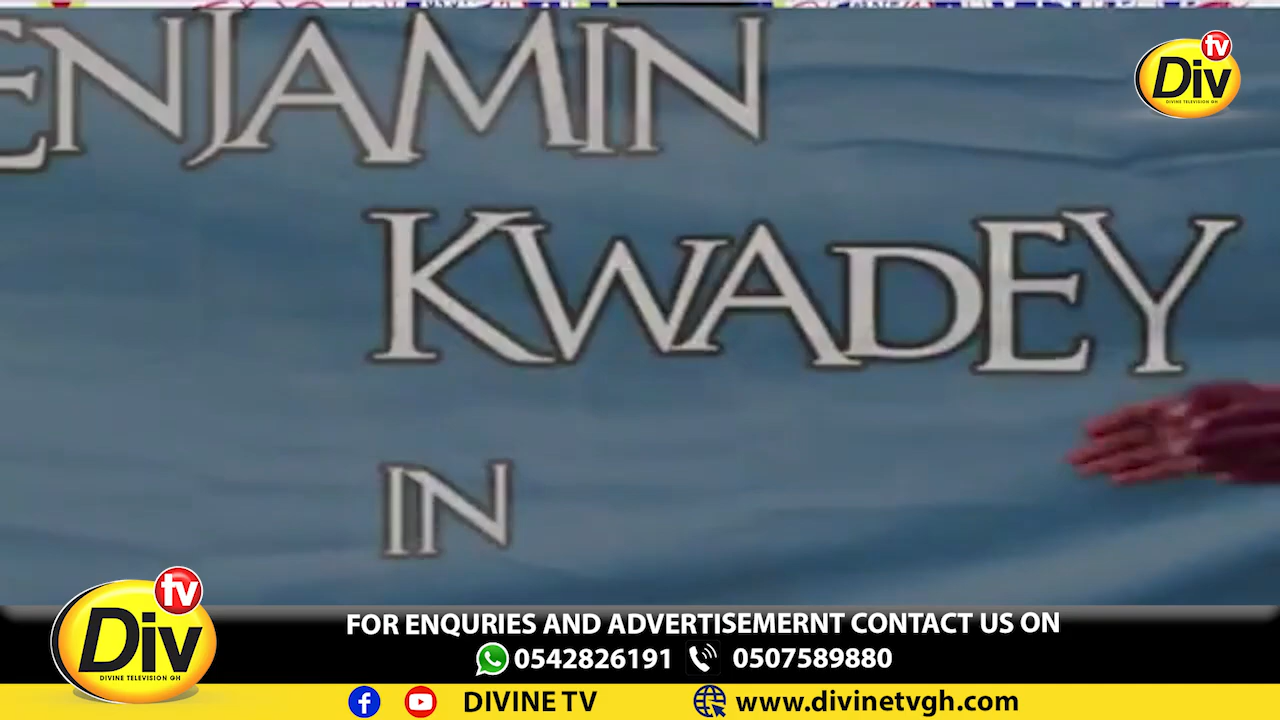 ENJAMIN
KWADEY
IN
tv
Div
DIVINE TELEVISION GH
tv
Div
DIVINE TELEVISION GH
FOR ENQURIES AND ADVERTISEMERNT CONTACT US ON
0542826191 0507589880
DIVINE TV www.divinetvgh.com